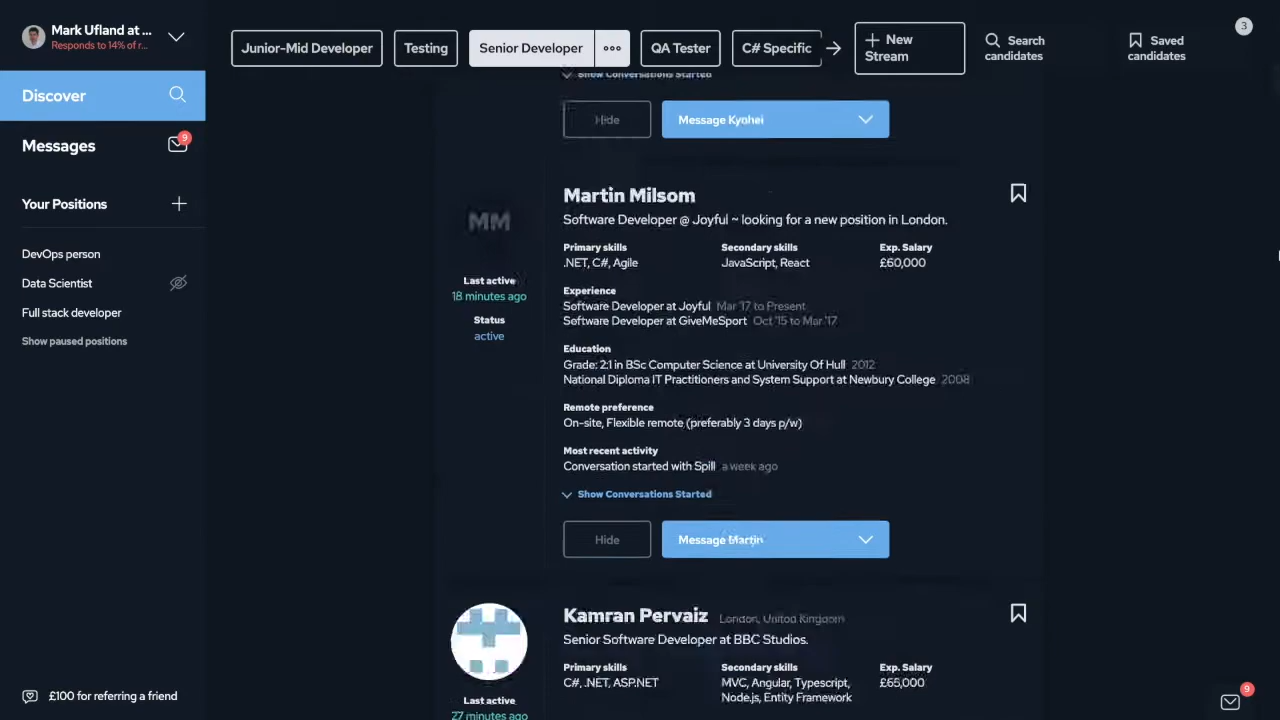 Mark Ufland at ...
Responds to 14% of r...
Discover
Messages
9
Your Positions
DevOps person
Data Scientist
Full stack developer
Show paused positions
£100 for referring a friend
Junior-Mid Developer
Testing
Senior Developer
QA Tester
C# Specific
New Stream
Search candidates
Saved candidates
3
Show Conversations Started
Hide
Message Kyohei
MM
Last active
18 minutes ago
Status
active
Martin Milsom
Software Developer @ Joyful ~ looking for a new position in London.
Primary skills
.NET, C#, Agile
Secondary skills
JavaScript, React
Exp. Salary
£60,000
Experience
Software Developer at Joyful Mar '17 to Present
Software Developer at GiveMeSport Oct '15 to Mar '17
Education
Grade: 2:1 in BSc Computer Science at University Of Hull 2012
National Diploma IT Practitioners and System Support at Newbury College 2008
Remote preference
On-site, Flexible remote (preferably 3 days p/w)
Most recent activity
Conversation started with Spill a week ago
Show Conversations Started
Hide
Message Martin
Last active
27 minutes ago
Kamran Pervaiz London, United Kingdom
Senior Software Developer at BBC Studios.
Primary skills
C#, .NET, ASP.NET
Secondary skills
MVC, Angular, Typescript,
Node.js, Entity Framework
Exp. Salary
£65,000
9